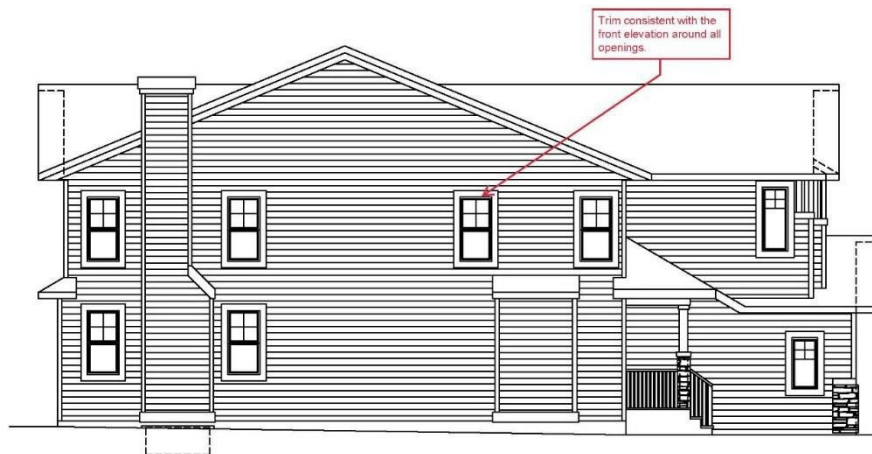 Trim consistent with the
front elevation around all
openings.